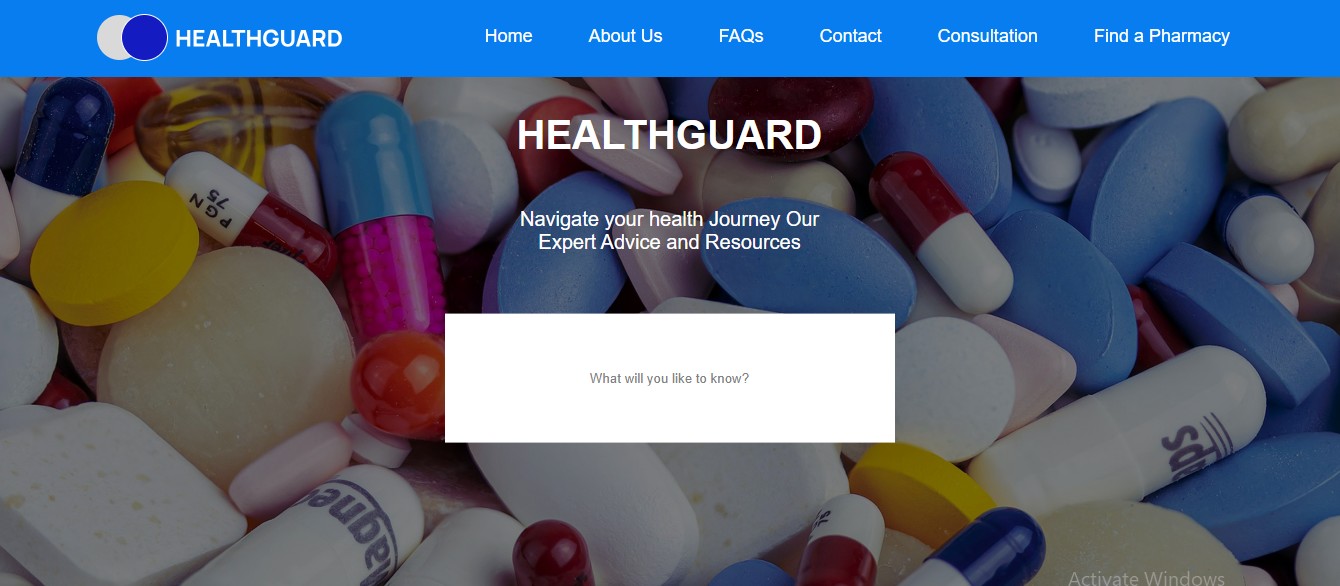 HEALTHGUARD
Home
About Us
FAQs
Contact
Consultation
Find a Pharmacy
HEALTHGUARD
Navigate your health Journey Our
Expert Advice and Resources
PGN
75
What will you like to know?
Activate Windows